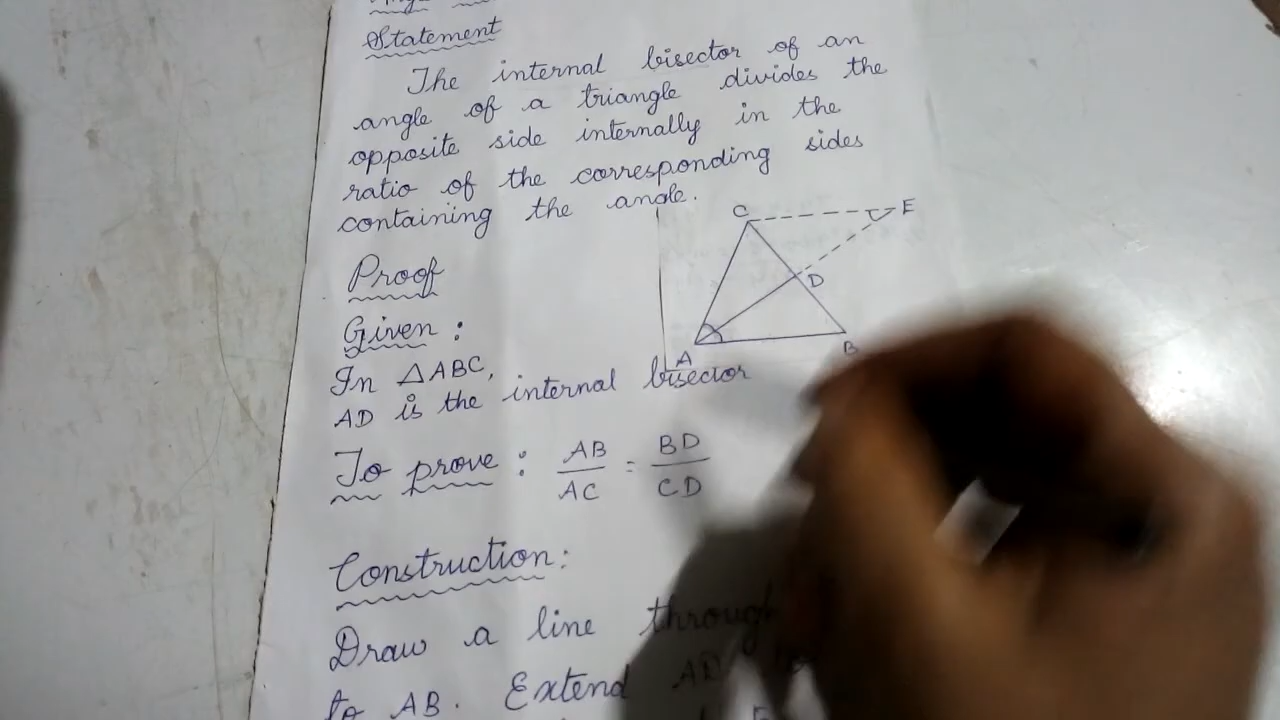 Statement
The internal bisector of an
angle of a triangle divides the
opposite side internally in the
ratio of the corresponding sides
containing the angle.
C
E
D
A
B
Proof
Given :
In △ABC,
AD is the internal bisector
To prove : AB/AC = BD/CD
Construction:
Draw a line through
to AB. Extend AD